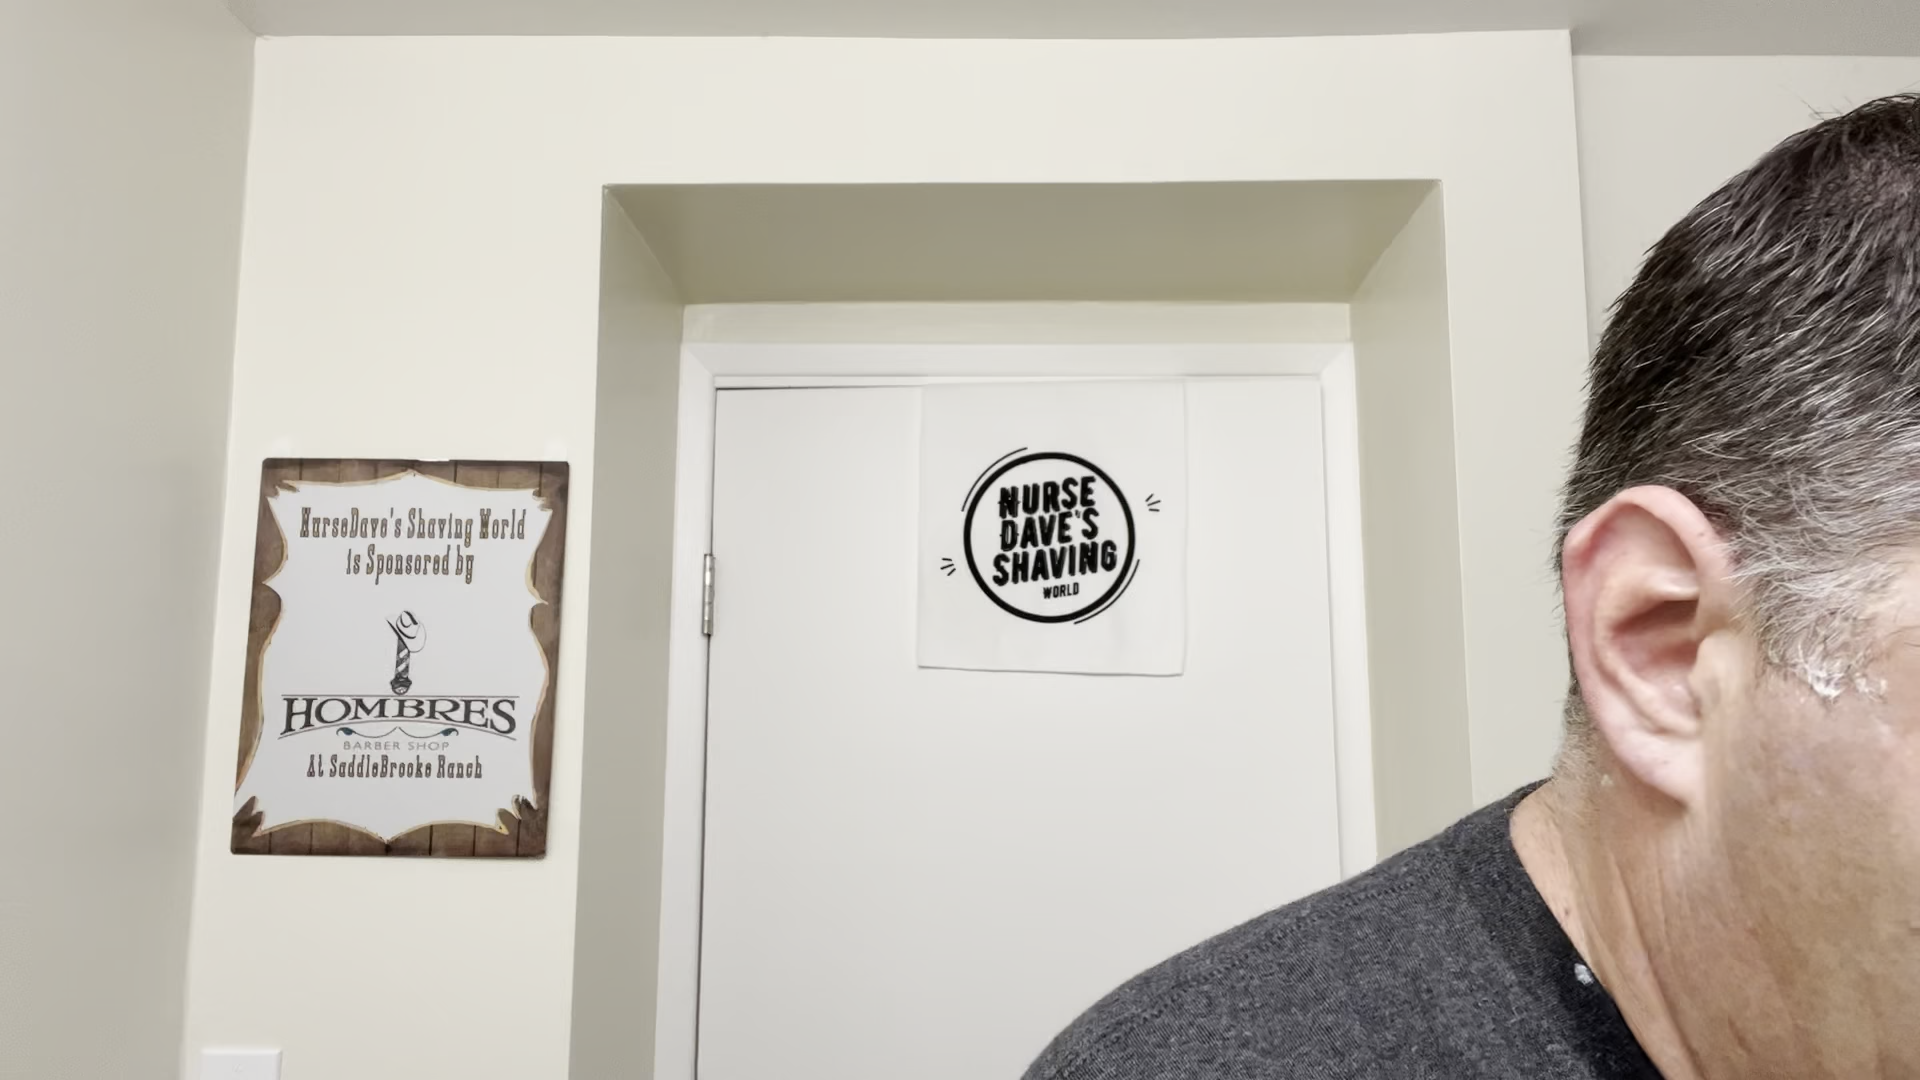 NurseDave's Shaving World
is Sponsored by
HOMBRES
BARBER SHOP
At SaddleBrooke Ranch
NURSE
DAVE'S
SHAVING
WORLD